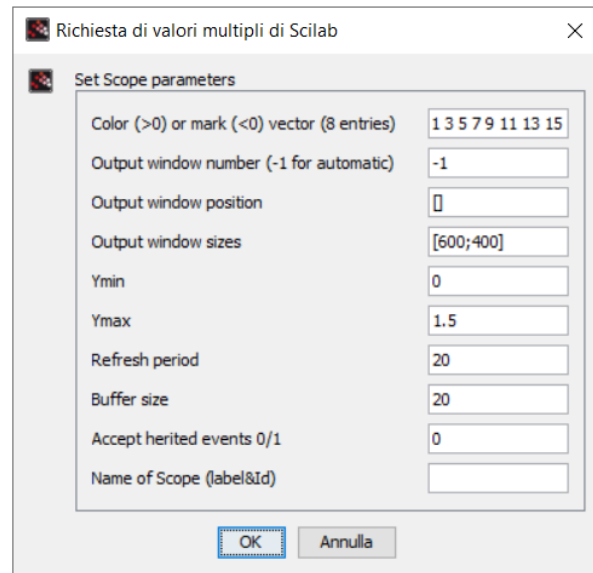 Richiesta di valori multipli di Scilab
Set Scope parameters
Color (>0) or mark (<0) vector (8 entries) 1 3 5 7 9 11 13 15
Output window number (-1 for automatic) -1
Output window position []
Output window sizes [600;400]
Ymin 0
Ymax 1.5
Refresh period 20
Buffer size 20
Accept herited events 0/1 0
Name of Scope (label&Id)
OK Annulla